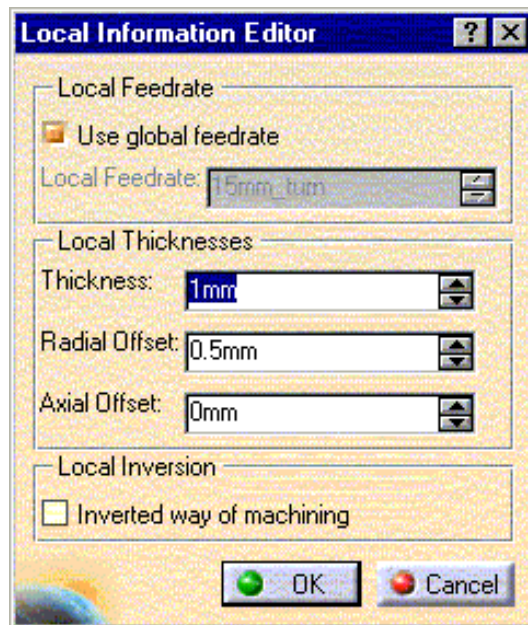 Local Information Editor
Local Feedrate
Use global feedrate
Local Feedrate: 15mm_turn
Local Thicknesses
Thickness: 1mm
Radial Offset: 0.5mm
Axial Offset: 0mm
Local Inversion
Inverted way of machining
OK Cancel